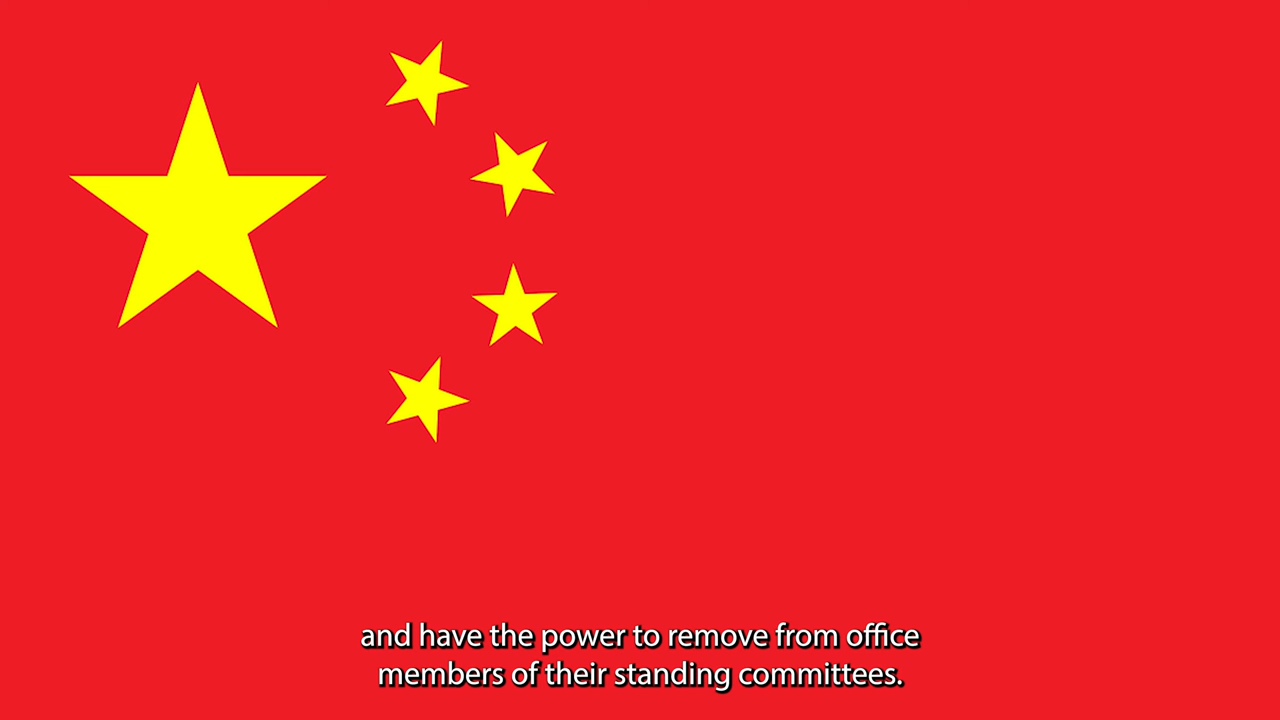 and have the power to remove from office
members of their standing committees.